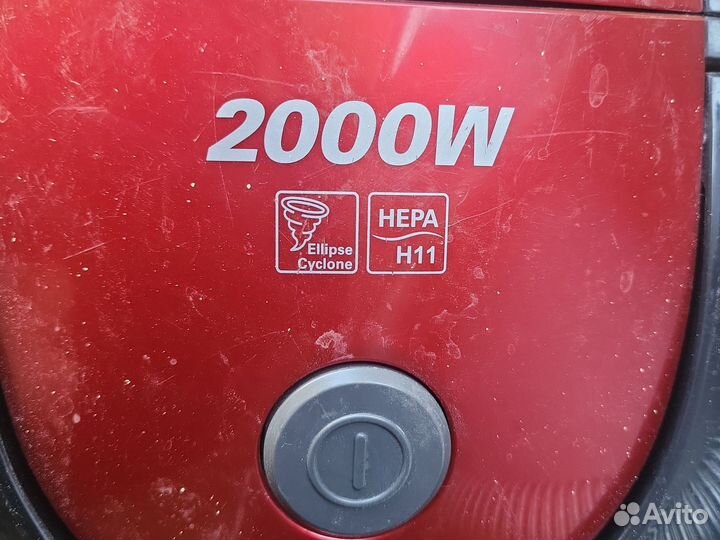 2000W
Ellipse
Cyclone
HEPA
H11
Avito